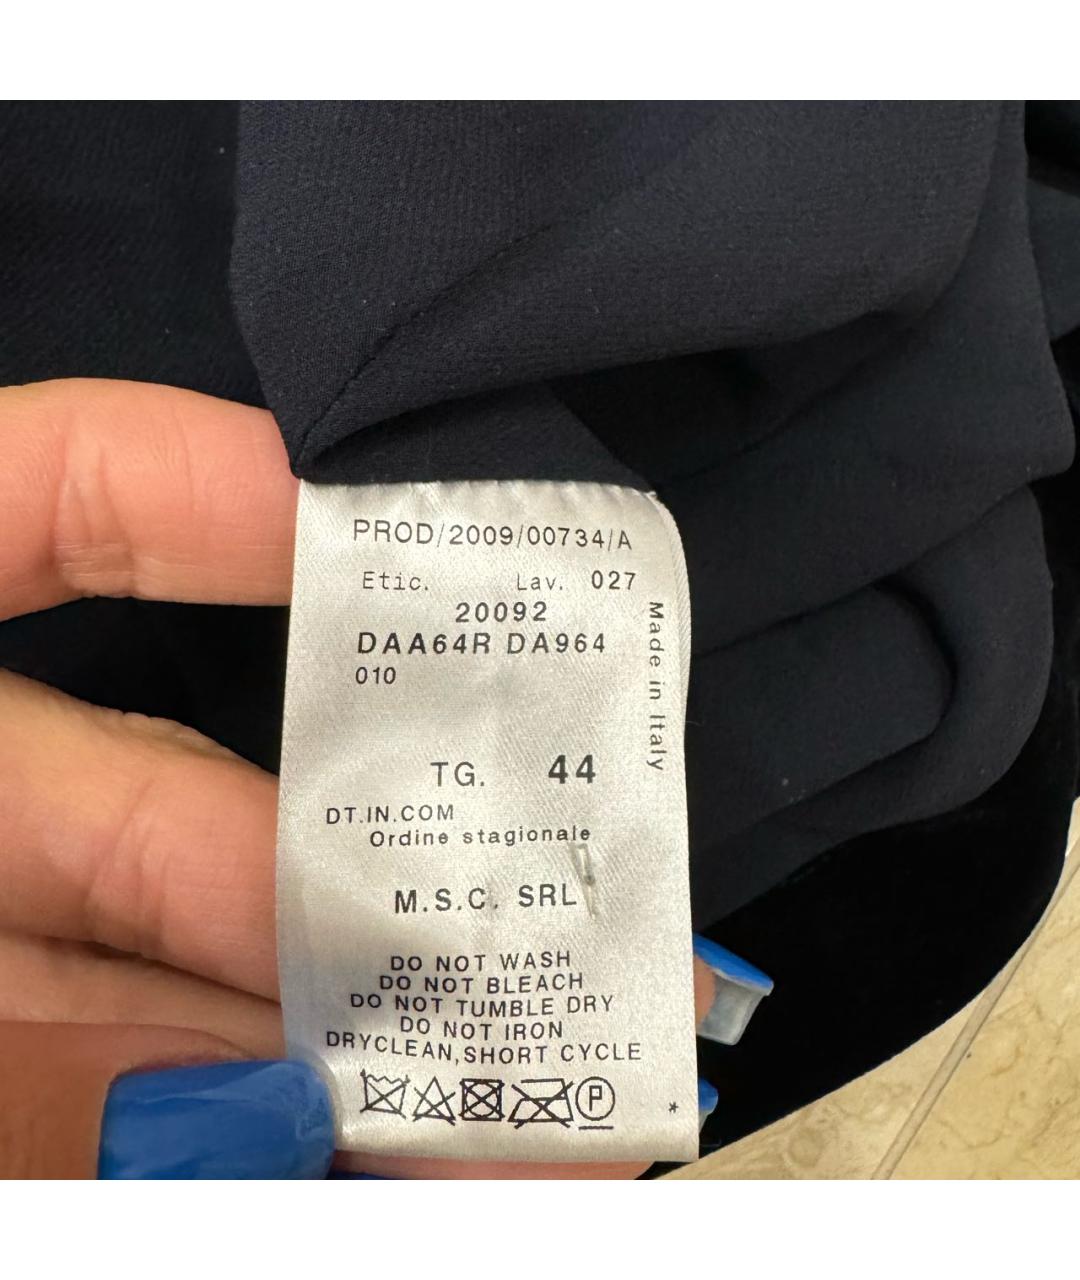 PROD/2009/00734/A
Etic. Lav. 027
20092
DAA64R DA964
010
Made in Italy
TG. 44
DT.IN.COM
Ordine stagionale
M.S.C. SRL
DO NOT WASH
DO NOT BLEACH
DO NOT TUMBLE DRY
DO NOT IRON
DRYCLEAN,SHORT CYCLE
P
*